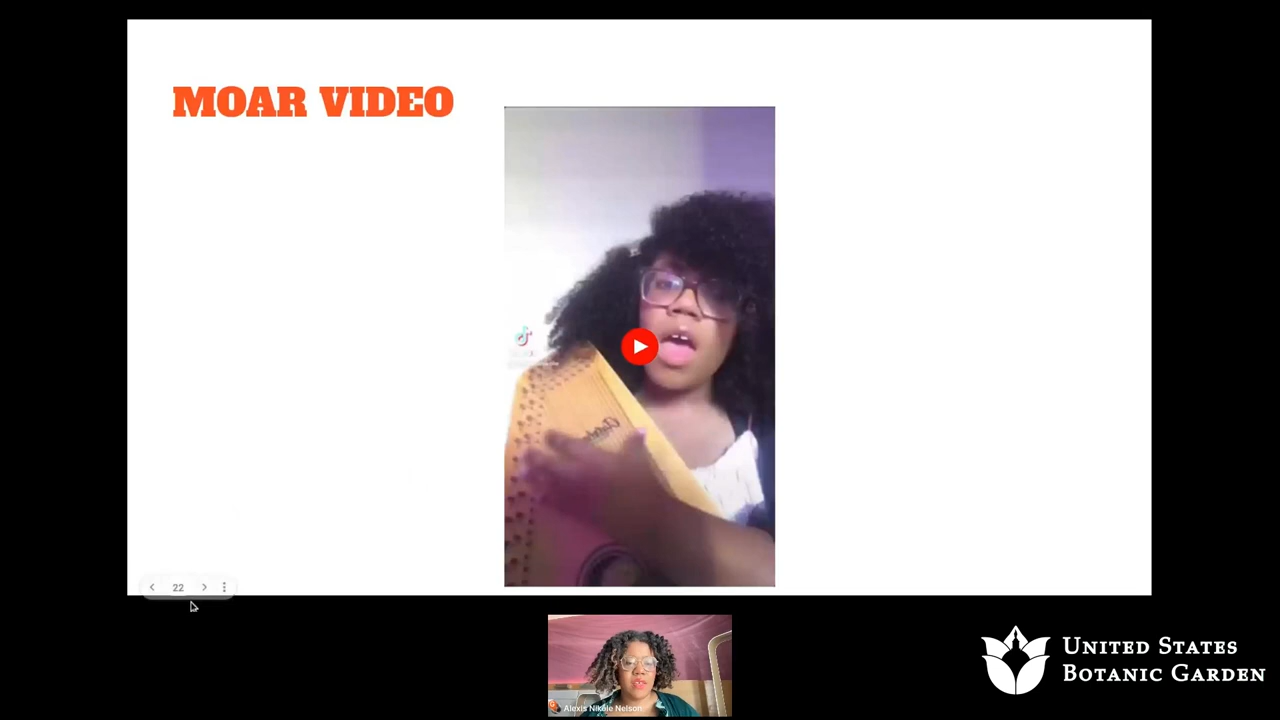 MOAR VIDEO
22
Alexis Nikole Nelson
UNITED STATES
BOTANIC GARDEN